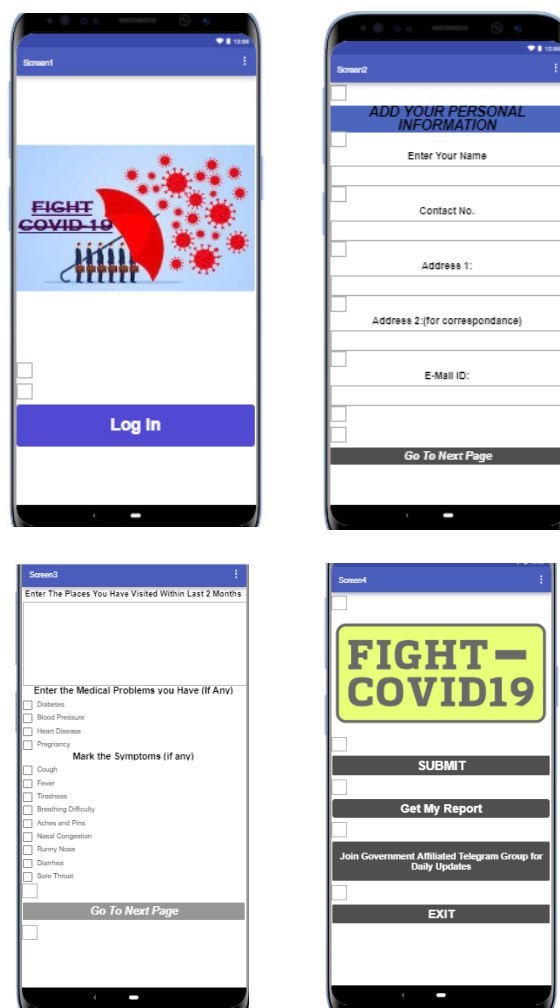 12:00
Screen1
FIGHT
COVID-19
Log In
12:00
Screen2
ADD YOUR PERSONAL
INFORMATION
Enter Your Name
Contact No.
Address 1:
Address 2:(for correspondance)
E-Mail ID:
Go To Next Page
Screen3
Enter The Places You Have Visited Within Last 2 Months
Enter the Medical Problems you Have (If Any)
Diabetes
Blood Pressure
Heart Disease
Pregnancy
Mark the Symptoms (if any)
Cough
Fever
Tiredness
Breathing Difficulty
Aches and Pins
Nasal Congestion
Runny Nose
Diarrhea
Sore Throat
Go To Next Page
Screen4
FIGHT-
COVID19
SUBMIT
Get My Report
Join Government Affiliated Telegram Group for
Daily Updates
EXIT